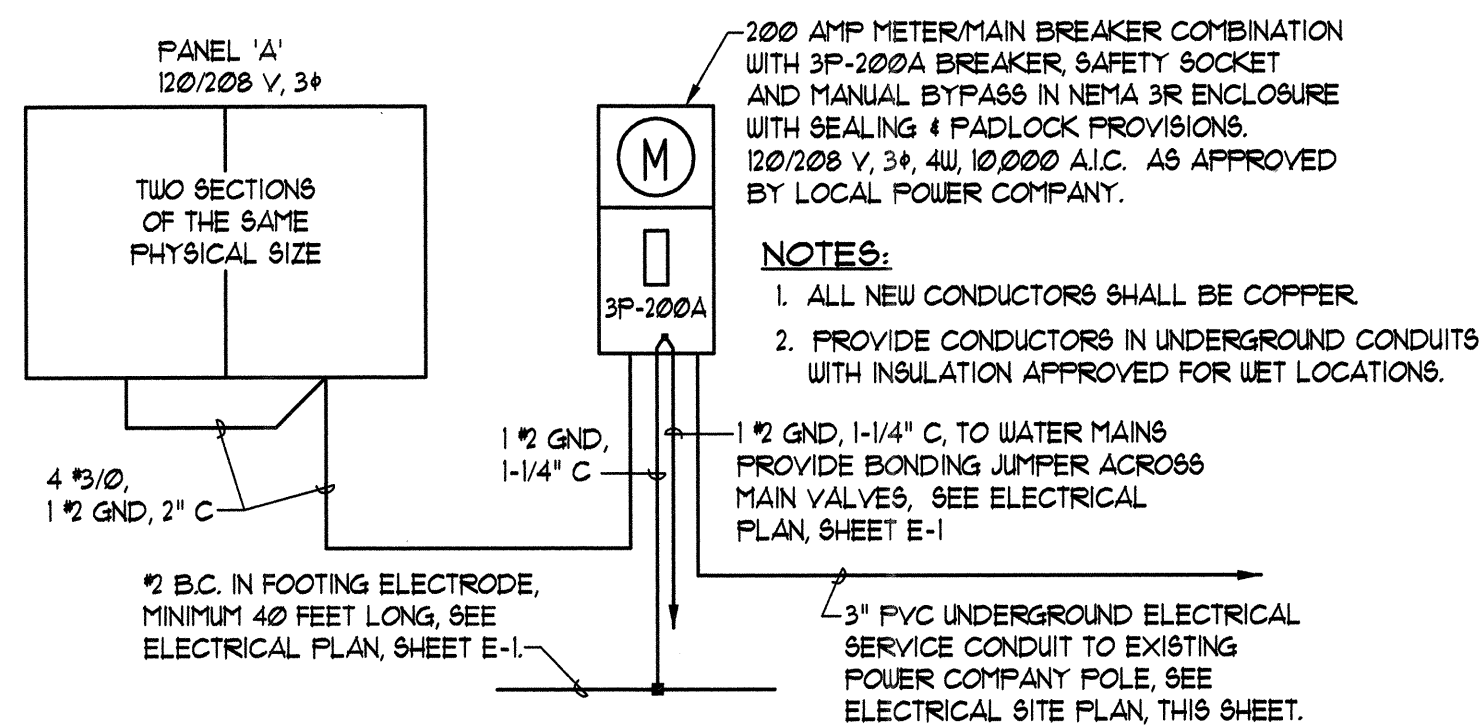 PANEL 'A'
120/208 V, 3φ
TWO SECTIONS
OF THE SAME
PHYSICAL SIZE
4 #3/0,
1 #2 GND, 2" C
M
3P-200A
200 AMP METER/MAIN BREAKER COMBINATION
WITH 3P-200A BREAKER, SAFETY SOCKET
AND MANUAL BYPASS IN NEMA 3R ENCLOSURE
WITH SEALING & PADLOCK PROVISIONS.
120/208 V, 3φ, 4W, 10,000 A.I.C. AS APPROVED
BY LOCAL POWER COMPANY.
NOTES:
1. ALL NEW CONDUCTORS SHALL BE COPPER
2. PROVIDE CONDUCTORS IN UNDERGROUND CONDUITS
WITH INSULATION APPROVED FOR WET LOCATIONS.
1 #2 GND,
1-1/4" C
1 #2 GND, 1-1/4" C, TO WATER MAINS
PROVIDE BONDING JUMPER ACROSS
MAIN VALVES, SEE ELECTRICAL
PLAN, SHEET E-1
#2 B.C. IN FOOTING ELECTRODE,
MINIMUM 40 FEET LONG, SEE
ELECTRICAL PLAN, SHEET E-1.
3" PVC UNDERGROUND ELECTRICAL
SERVICE CONDUIT TO EXISTING
POWER COMPANY POLE, SEE
ELECTRICAL SITE PLAN, THIS SHEET.